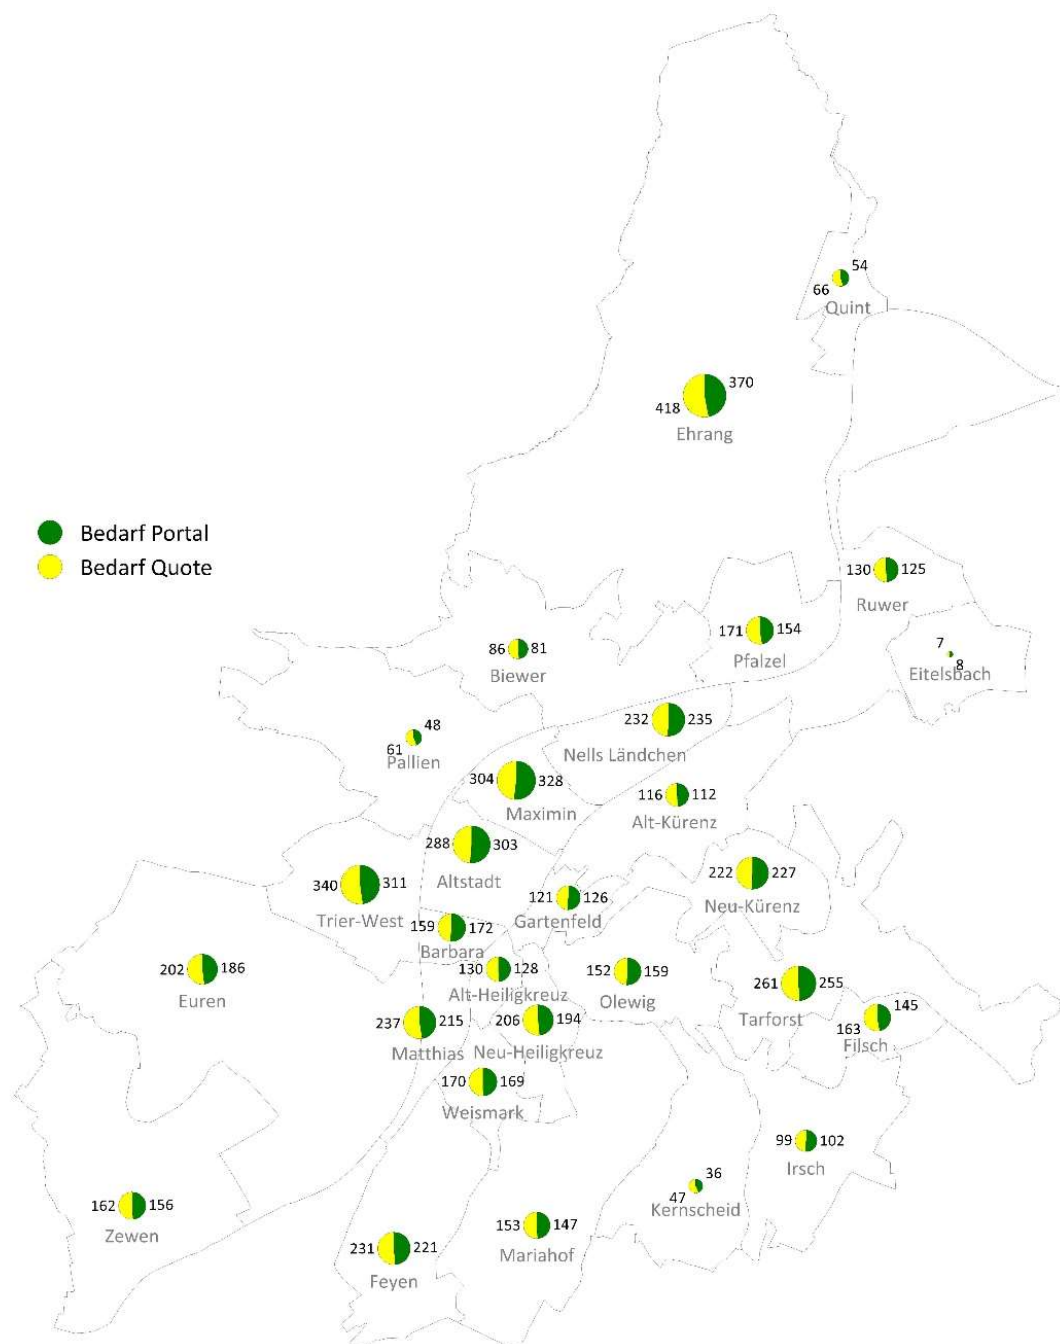 54
66
Quint
370
418
Ehrang
Bedarf Portal
Bedarf Quote
130 125
Ruwer
171 154
Pfalzel
7
8
Eitelsbach
86 81
Biewer
48
61
Pallien
232 235
Nells Ländchen
304 328
Maximin
116 112
Alt-Kürenz
288 303
Altstadt
340 311
Trier-West
222 227
Neu-Kürenz
121 126
Gartenfeld
159 172
Barbara
202 186
Euren
130 128
Alt-Heiligkreuz
152 159
Olewig
261 255
Tarforst
145
163
Filsch
237 215
Matthias
206 194
Neu-Heiligkreuz
170 169
Weismark
99 102
Irsch
36
47
Kernscheid
162 156
Zewen
153 147
Mariahof
231 221
Feyen